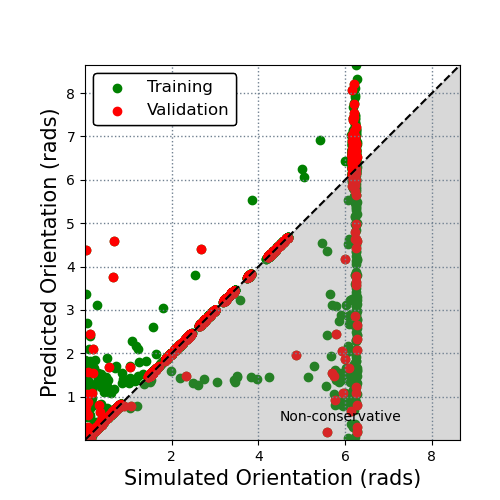 Training
Validation
8
7
6
5
4
3
2
1
Predicted Orientation (rads)
Non-conservative
2
4
6
8
Simulated Orientation (rads)